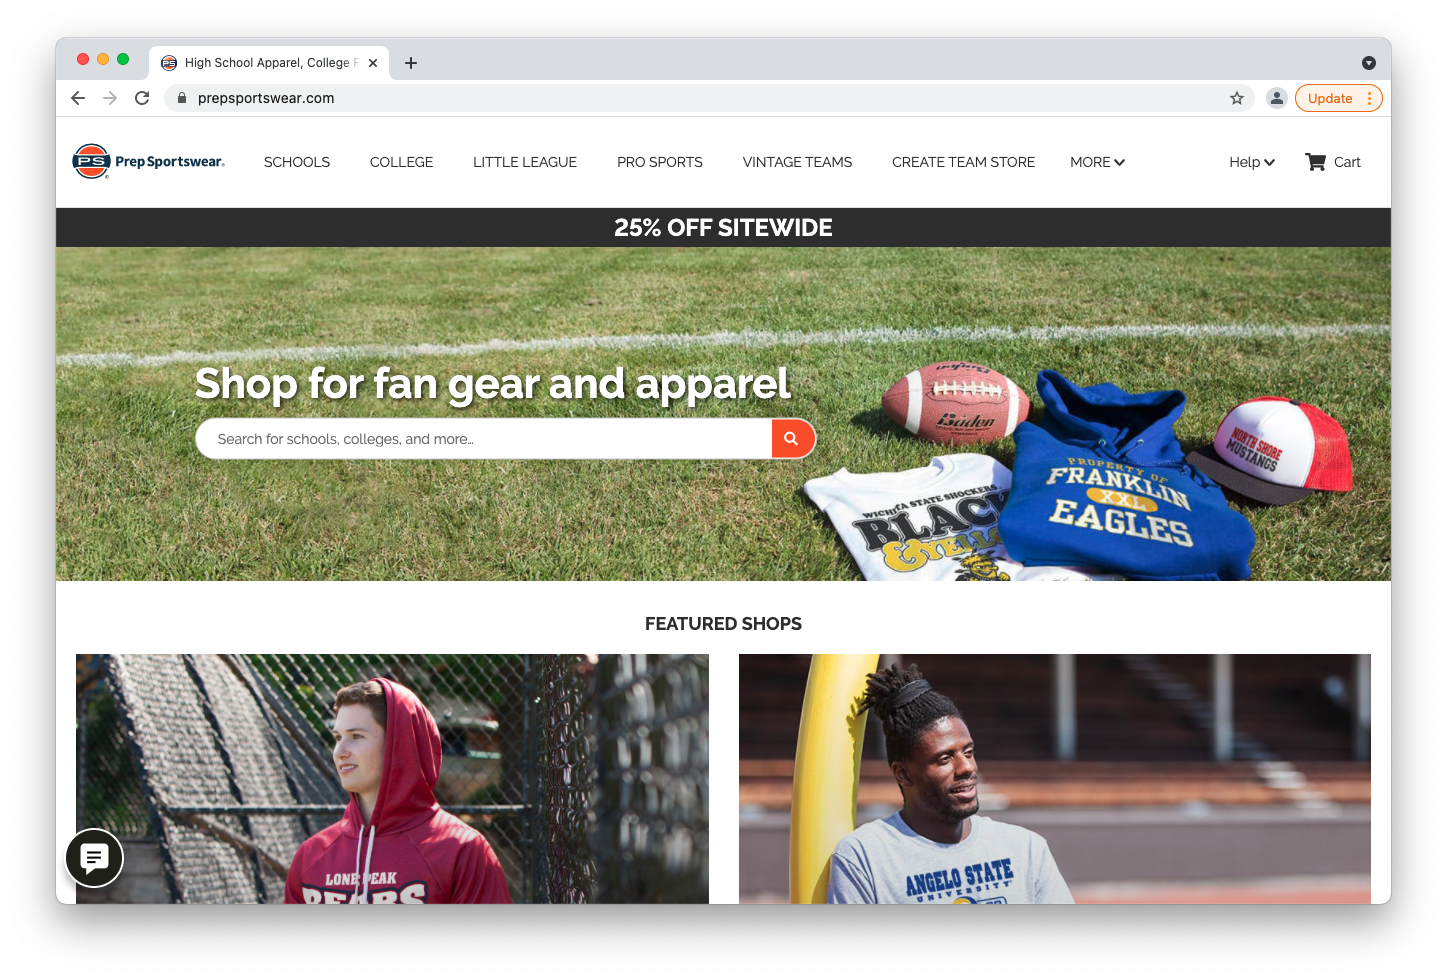 High School Apparel, College F
prepsportswear.com
Update
PS Prep Sportswear®
SCHOOLS
COLLEGE
LITTLE LEAGUE
PRO SPORTS
VINTAGE TEAMS
CREATE TEAM STORE
MORE
Help
Cart
25% OFF SITEWIDE
Shop for fan gear and apparel
Search for schools, colleges, and more...
Baden
NORTH SHORE
MUSTANGS
PROPERTY OF
FRANKLIN
XXL
EAGLES
WICHITA STATE SHOCKERS
BLACK
& YELLO
FEATURED SHOPS
LONE PEAK
BEARS
ANGELO STATE
UNIVERSITY